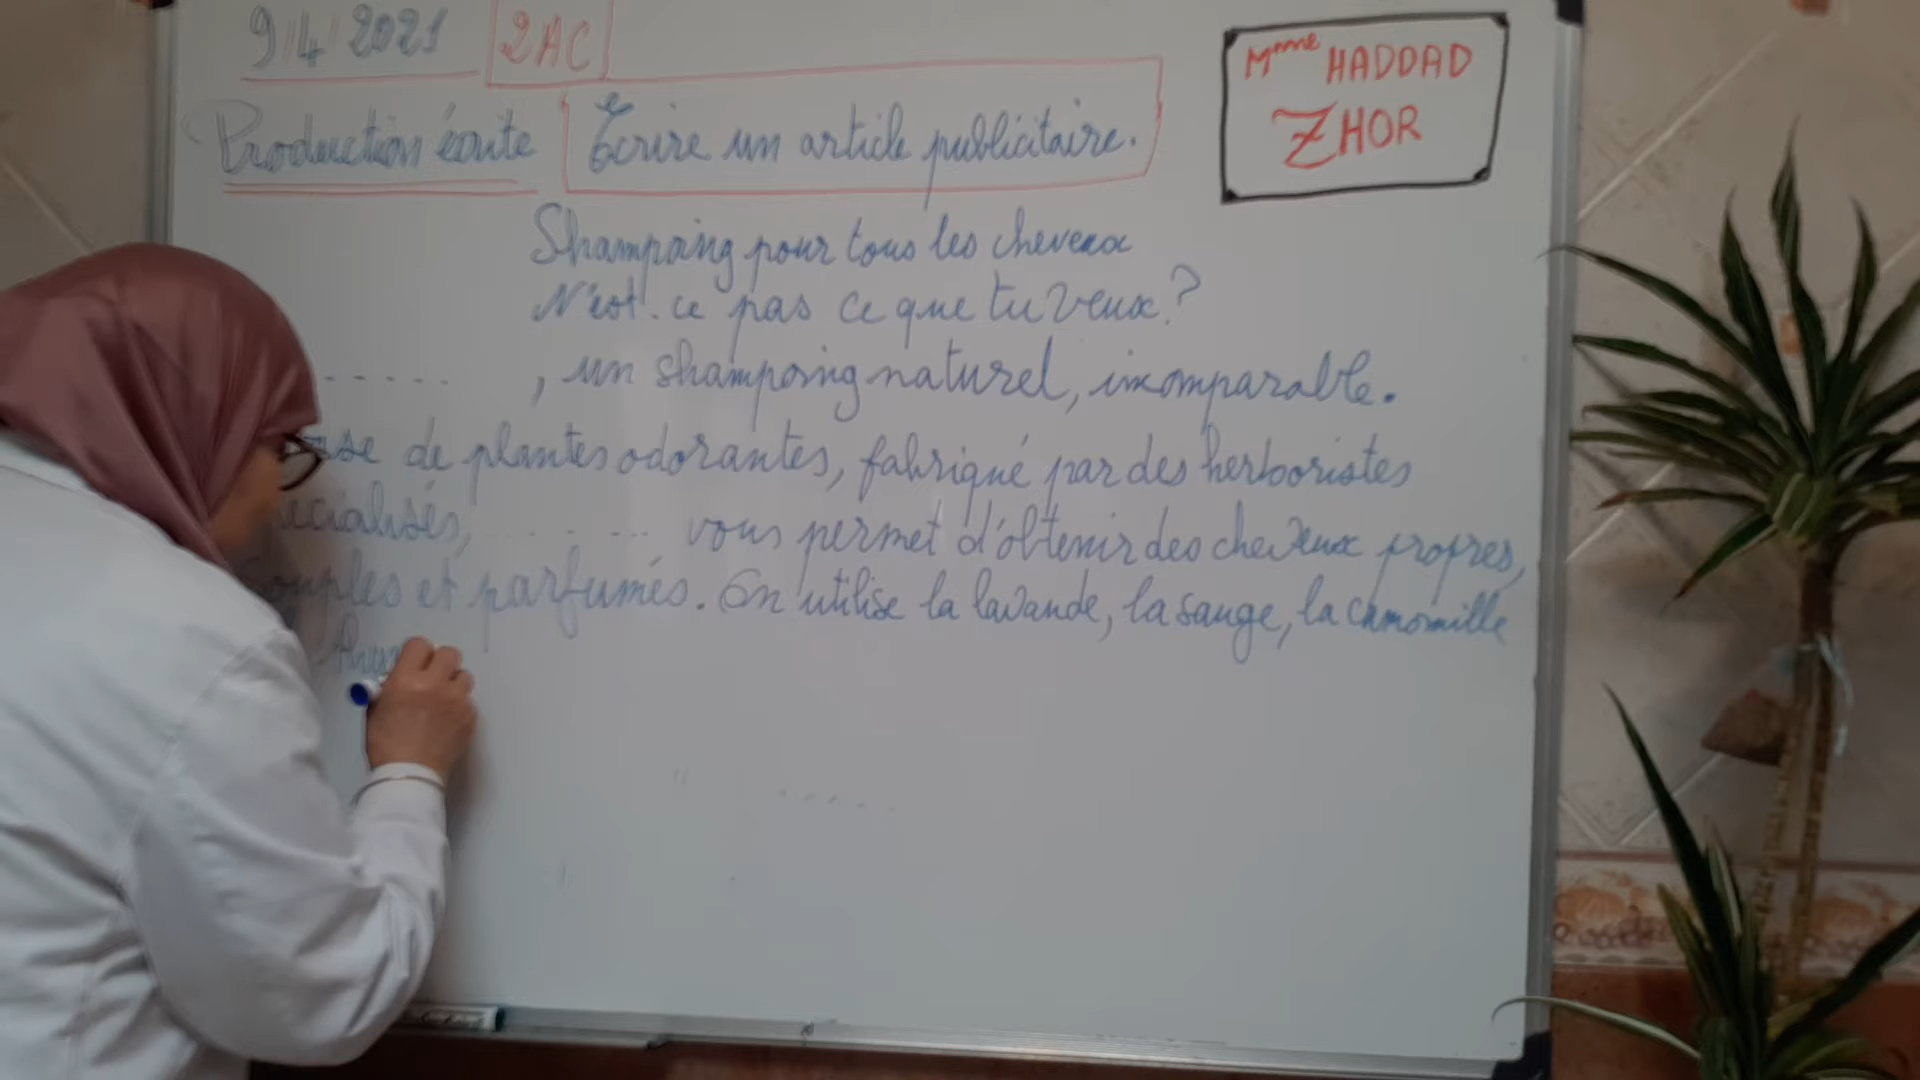 9/4/2021 2AC
Mme HADDAD
ZHOR
Production écrite Écrire un article publicitaire.
Shampoing pour tous les cheveux
N'est-ce pas ce que tu veux?
......, un shampoing naturel, incomparable.
de plantes odorantes, fabriqué par des herboristes
...... vous permet d'obtenir des cheveux propres,
souples et parfumés. On utilise la lavande, la sauge, la camomille